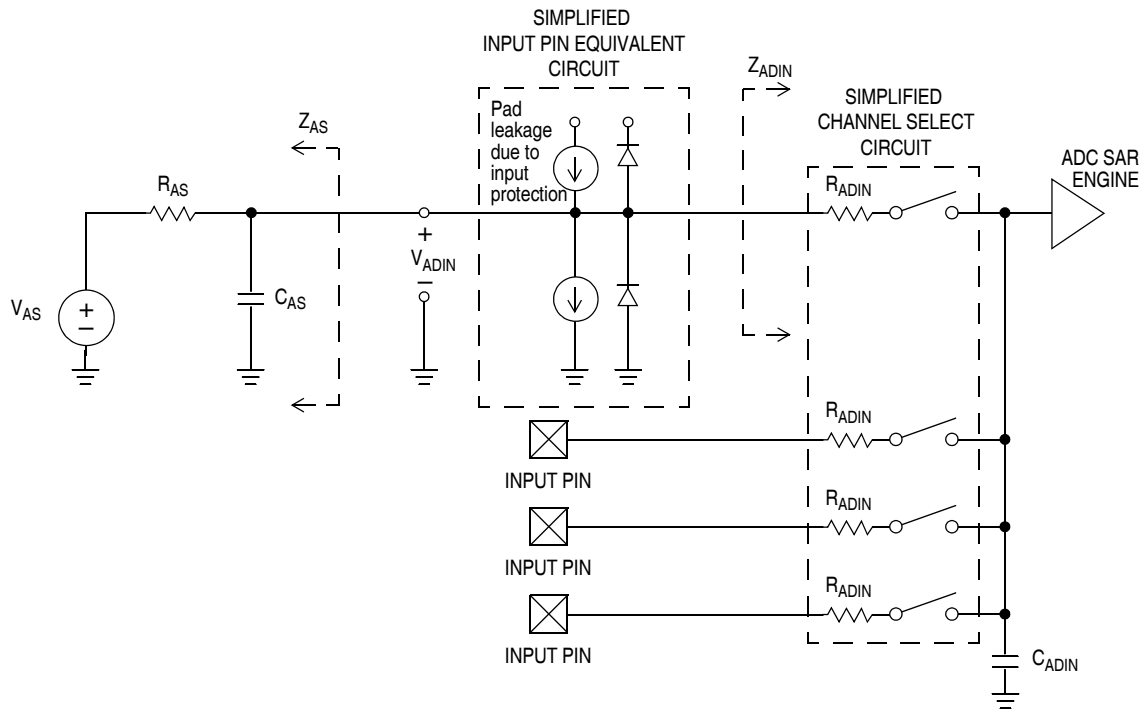 SIMPLIFIED
INPUT PIN EQUIVALENT
CIRCUIT
Z_ADIN
SIMPLIFIED
CHANNEL SELECT
CIRCUIT
Pad
leakage
due to
input
protection
Z_AS
R_AS
R_ADIN
ADC SAR
ENGINE
+
V_ADIN
−
V_AS
+
−
C_AS
R_ADIN
INPUT PIN
R_ADIN
INPUT PIN
R_ADIN
INPUT PIN
C_ADIN